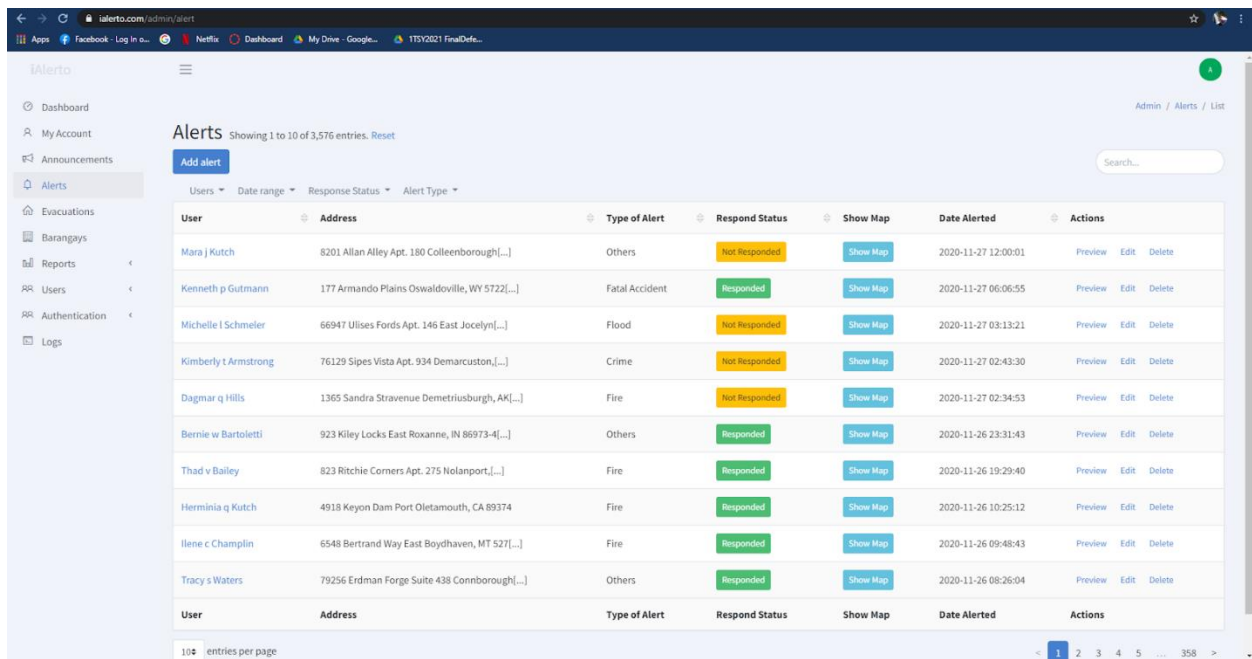 ialerto.com/admin/alert
Apps Facebook - Log In o... Netflix Dashboard My Drive - Google... 1TSY2021 FinalDefe...
iAlerto
A
Dashboard
My Account
Announcements
Alerts
Evacuations
Barangays
Reports
Users
Authentication
Logs
Admin / Alerts / List
Alerts Showing 1 to 10 of 3,576 entries. Reset
Add alert
Search...
Users Date range Response Status Alert Type
User Address Type of Alert Respond Status Show Map Date Alerted Actions
Mara j Kutch 8201 Allan Alley Apt. 180 Colleenborough[...] Others Not Responded Show Map 2020-11-27 12:00:01 Preview Edit Delete
Kenneth p Gutmann 177 Armando Plains Oswaldoville, WY 5722[...] Fatal Accident Responded Show Map 2020-11-27 06:06:55 Preview Edit Delete
Michelle l Schmeler 66947 Ulises Fords Apt. 146 East Jocelyn[...] Flood Not Responded Show Map 2020-11-27 03:13:21 Preview Edit Delete
Kimberly t Armstrong 76129 Sipes Vista Apt. 934 Demarcuston,[...] Crime Not Responded Show Map 2020-11-27 02:43:30 Preview Edit Delete
Dagmar q Hills 1365 Sandra Stravenue Demetriusburgh, AK[...] Fire Not Responded Show Map 2020-11-27 02:34:53 Preview Edit Delete
Bernie w Bartoletti 923 Kiley Locks East Roxanne, IN 86973-4[...] Others Responded Show Map 2020-11-26 23:31:43 Preview Edit Delete
Thad v Bailey 823 Ritchie Corners Apt. 275 Nolanport,[...] Fire Responded Show Map 2020-11-26 19:29:40 Preview Edit Delete
Herminia q Kutch 4918 Keyon Dam Port Oletamouth, CA 89374 Fire Responded Show Map 2020-11-26 10:25:12 Preview Edit Delete
Ilene c Champlin 6548 Bertrand Way East Boydhaven, MT 527[...] Fire Responded Show Map 2020-11-26 09:48:43 Preview Edit Delete
Tracy s Waters 79256 Erdman Forge Suite 438 Connborough[...] Others Responded Show Map 2020-11-26 08:26:04 Preview Edit Delete
User Address Type of Alert Respond Status Show Map Date Alerted Actions
10 entries per page < 1 2 3 4 5 ... 358 >